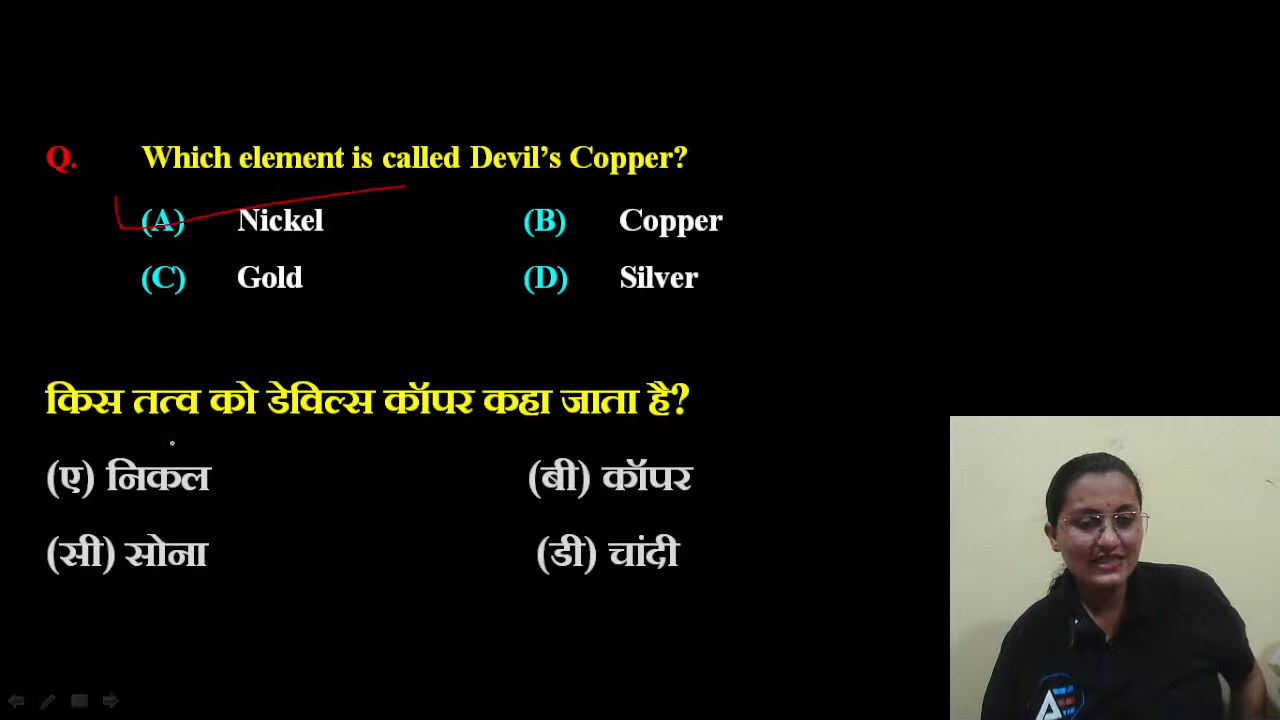 Q. Which element is called Devil's Copper?
(A) Nickel (B) Copper
(C) Gold (D) Silver
किस तत्व को डेविल्स कॉपर कहा जाता है?
(ए) निकल (बी) कॉपर
(सी) सोना (डी) चांदी